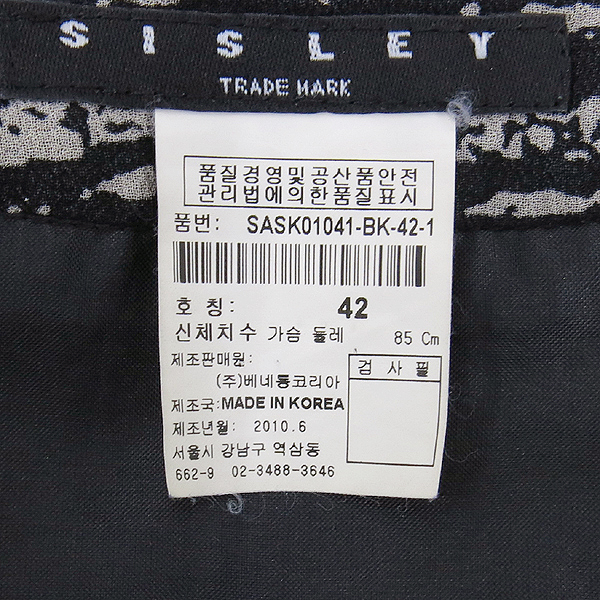 SISLEY
TRADE MARK
품질경영및공산품안전
관리법에의한품질표시
품번: SASK01041-BK-42-1
호 칭: 42
신체치수 가슴 둘레 85 Cm
제조판매원: 검 사 필
(주)베네통코리아
제조국:MADE IN KOREA
제조년월: 2010.6
서울시 강남구 역삼동
662-9 02-3488-3646